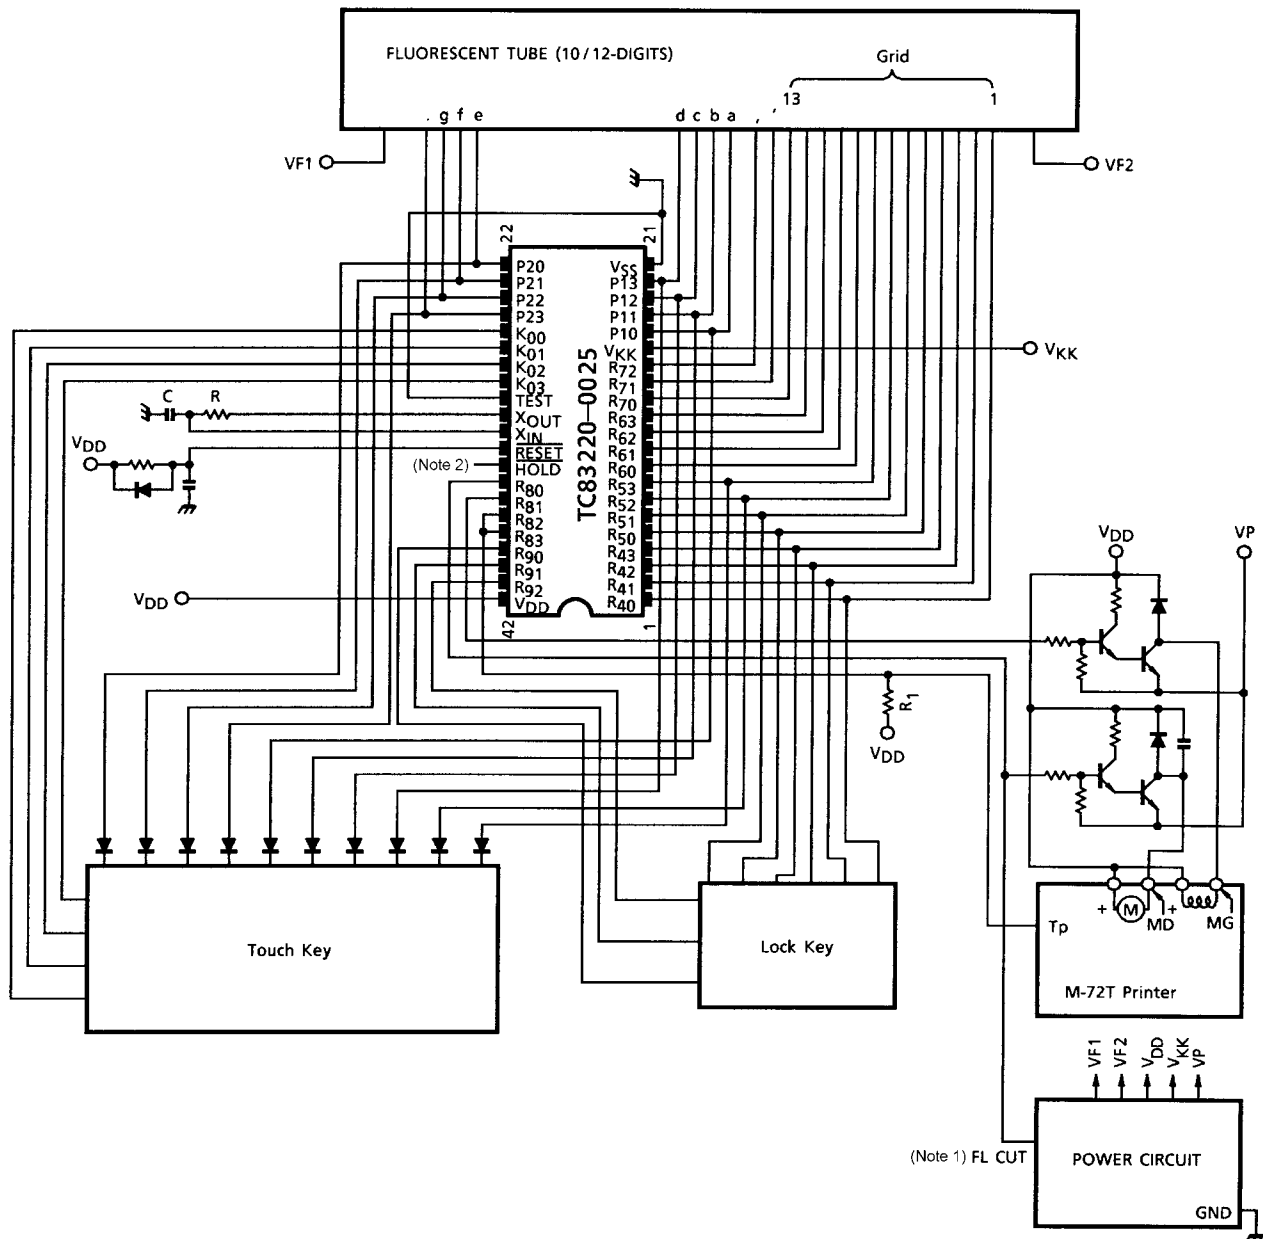 FLUORESCENT TUBE (10/12-DIGITS)
Grid
13 1
. g f e d c b a , ′
VF1
VF2
22
21
P20
P21
P22
P23
K00
K01
K02
K03
TEST
XOUT
XIN
RESET
HOLD
R80
R81
R82
R83
R90
R91
R92
VDD
TC83220-0025
VSS
P13
P12
P11
P10
VKK
R72
R71
R70
R63
R62
R61
R60
R53
R52
R51
R50
R43
R42
R41
R40
42
1
VKK
C R
VDD
(Note 2)
VDD
VDD
VP
R1
VDD
Touch Key
Lock Key
+ M MD + MG
Tp
M-72T Printer
VF1
VF2
VDD
VKK
VP
(Note 1) FL CUT
POWER CIRCUIT
GND